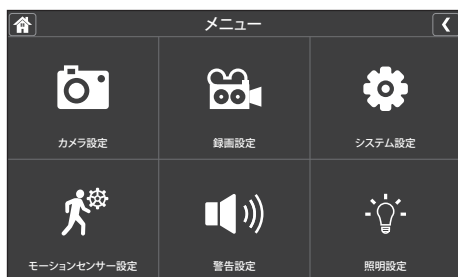 メニュー
カメラ設定
録画設定
システム設定
モーションセンサー設定
警告設定
照明設定